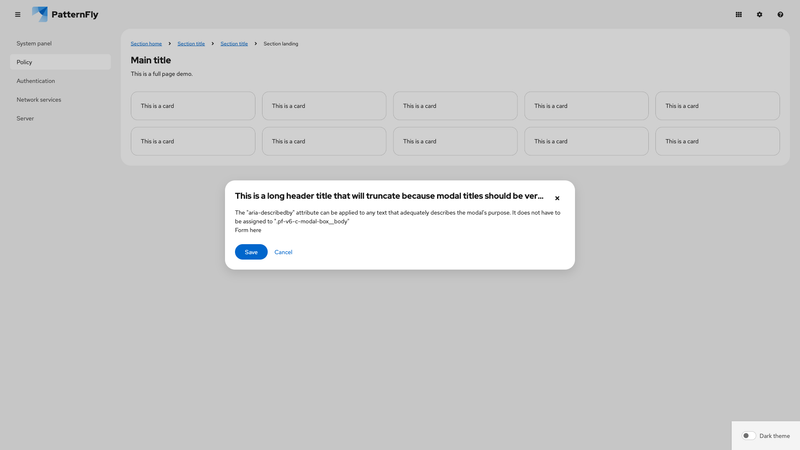 PatternFly
System panel
Policy
Authentication
Network services
Server
Section home
Section title
Section title
Section landing
Main title
This is a full page demo.
This is a card
This is a card
This is a card
This is a card
This is a card
This is a card
This is a card
This is a card
This is a card
This is a card
This is a long header title that will truncate because modal titles should be ver...
The "aria-describedby" attribute can be applied to any text that adequately describes the modal's purpose. It does not have to
be assigned to ".pf-v6-c-modal-box__body"
Form here
Save
Cancel
Dark theme